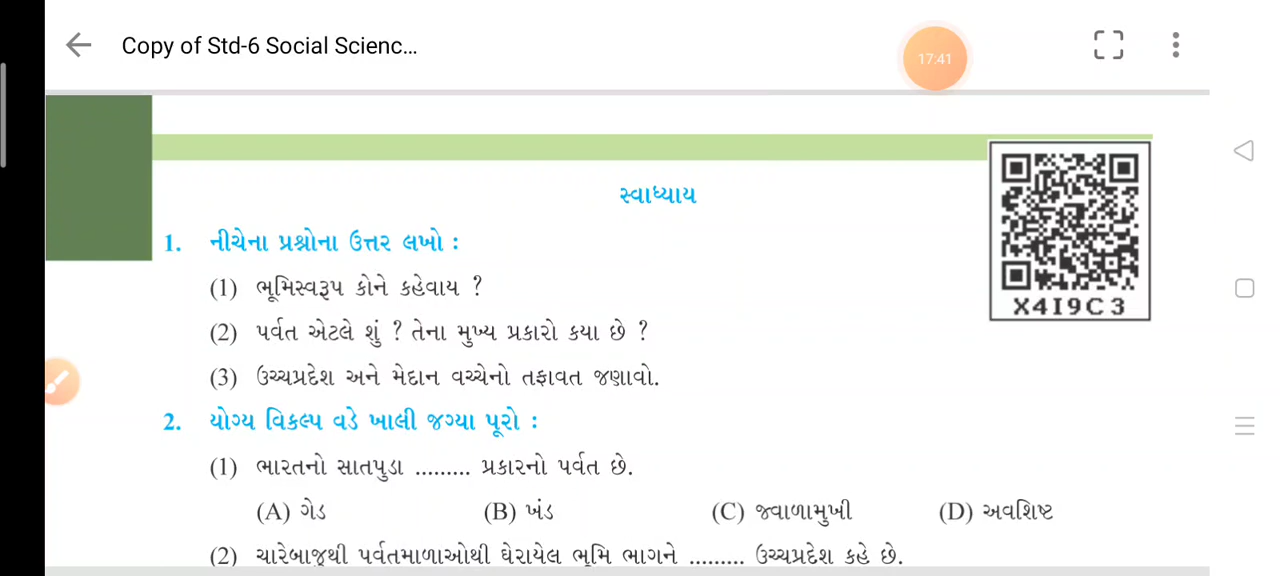 Copy of Std-6 Social Scienc...
17:41
સ્વાધ્યાય
1. નીચેના પ્રશ્નોના ઉત્તર લખો :
(1) ભૂમિસ્વરૂપ કોને કહેવાય ?
(2) પર્વત એટલે શું ? તેના મુખ્ય પ્રકારો કયા છે ?
(3) ઉચ્ચપ્રદેશ અને મેદાન વચ્ચેનો તફાવત જણાવો.
2. યોગ્ય વિકલ્પ વડે ખાલી જગ્યા પૂરો :
(1) ભારતનો સાતપુડા ......... પ્રકારનો પર્વત છે.
(A) ગેડ (B) ખંડ (C) જ્વાળામુખી (D) અવશિષ્ટ
(2) ચારેબાજુથી પર્વતમાળાઓથી ઘેરાયેલ ભૂમિ ભાગને ......... ઉચ્ચપ્રદેશ કહે છે.
X4I9C3